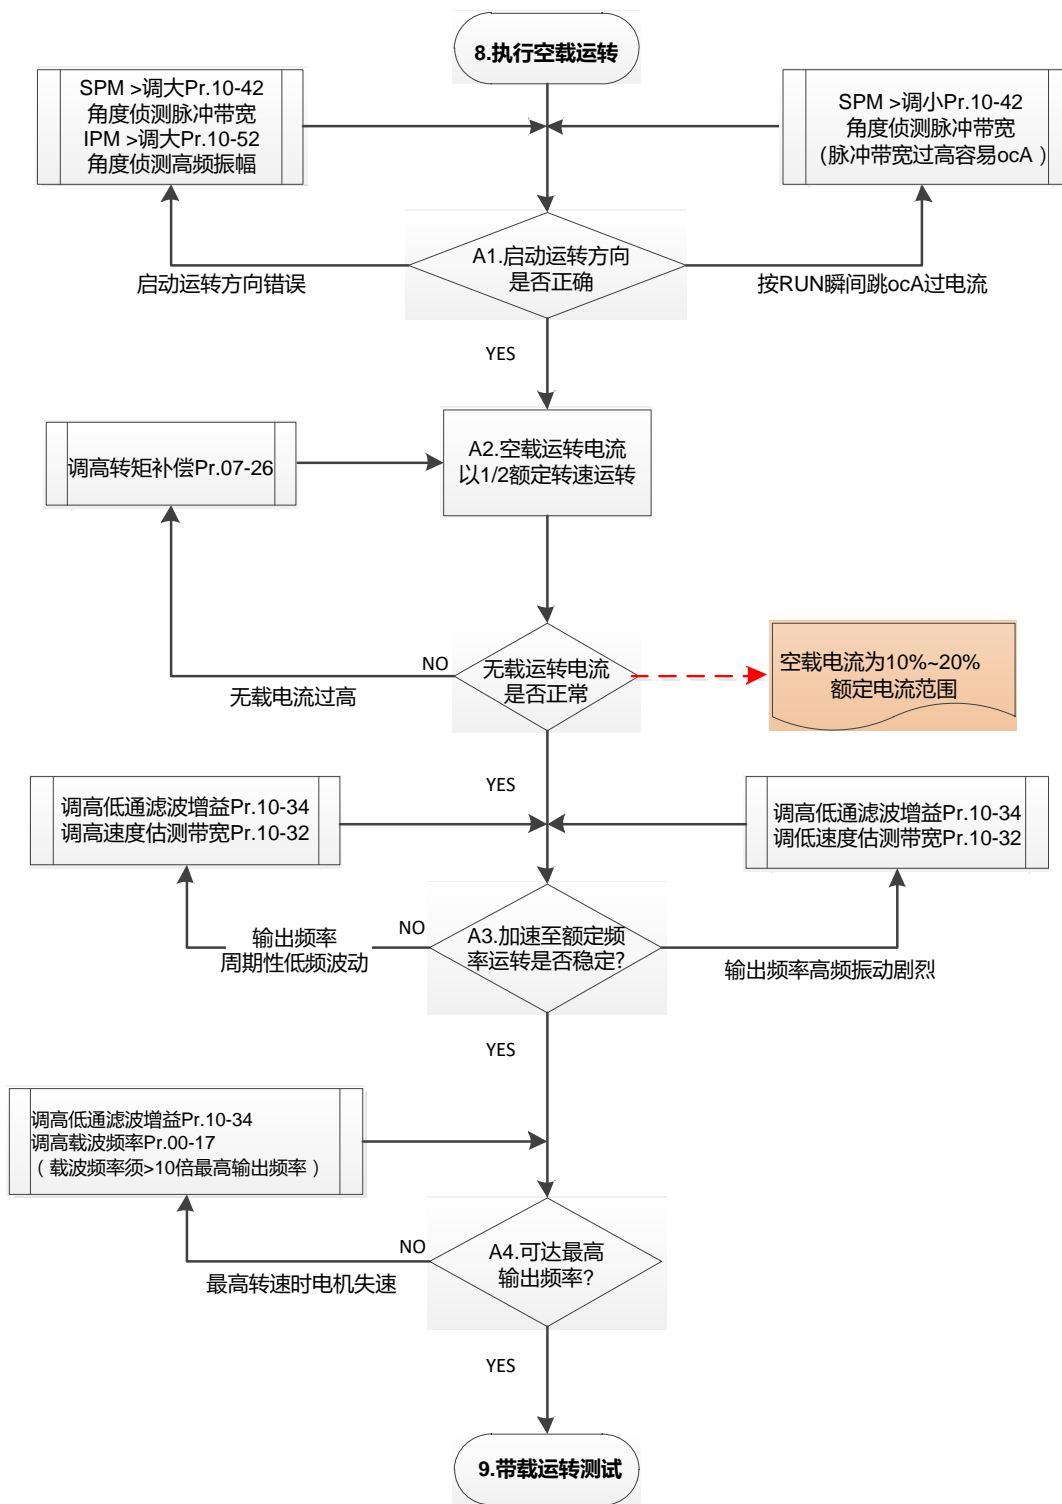 8.执行空载运转
SPM >调大Pr.10-42
角度侦测脉冲带宽
IPM >调大Pr.10-52
角度侦测高频振幅
SPM >调小Pr.10-42
角度侦测脉冲带宽
(脉冲带宽过高容易ocA )
A1.启动运转方向
是否正确
启动运转方向错误
按RUN瞬间跳ocA过电流
YES
A2.空载运转电流
以1/2额定转速运转
调高转矩补偿Pr.07-26
NO
无载运转电流
是否正常
无载电流过高
空载电流为10%~20%
额定电流范围
YES
调高低通滤波增益Pr.10-34
调高速度估测带宽Pr.10-32
调高低通滤波增益Pr.10-34
调低速度估测带宽Pr.10-32
NO
A3.加速至额定频
率运转是否稳定?
输出频率
周期性低频波动
输出频率高频振动剧烈
YES
调高低通滤波增益Pr.10-34
调高载波频率Pr.00-17
( 载波频率须>10倍最高输出频率 )
NO
A4.可达最高
输出频率?
最高转速时电机失速
YES
9.带载运转测试